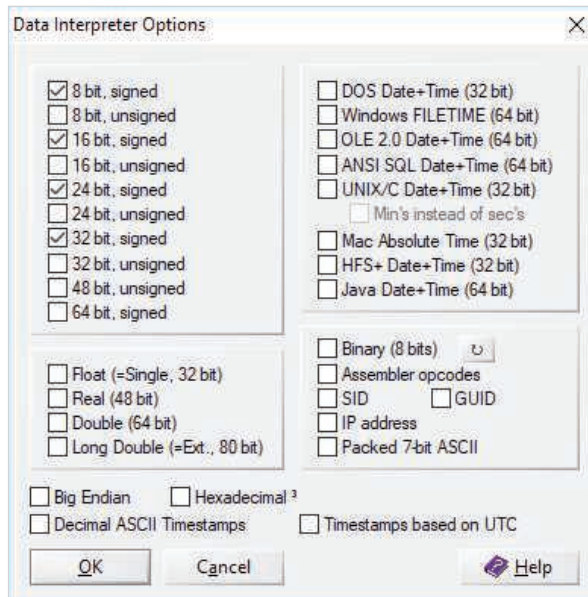 Data Interpreter Options
8 bit, signed
8 bit, unsigned
16 bit, signed
16 bit, unsigned
24 bit, signed
24 bit, unsigned
32 bit, signed
32 bit, unsigned
48 bit, unsigned
64 bit, signed
DOS Date+Time (32 bit)
Windows FILETIME (64 bit)
OLE 2.0 Date+Time (64 bit)
ANSI SQL Date+Time (64 bit)
UNIX/C Date+Time (32 bit)
Min's instead of sec's
Mac Absolute Time (32 bit)
HFS+ Date+Time (32 bit)
Java Date+Time (64 bit)
Float (=Single, 32 bit)
Real (48 bit)
Double (64 bit)
Long Double (=Ext., 80 bit)
Binary (8 bits)
Assembler opcodes
SID GUID
IP address
Packed 7-bit ASCII
Big Endian Hexadecimal ³
Decimal ASCII Timestamps Timestamps based on UTC
OK Cancel Help